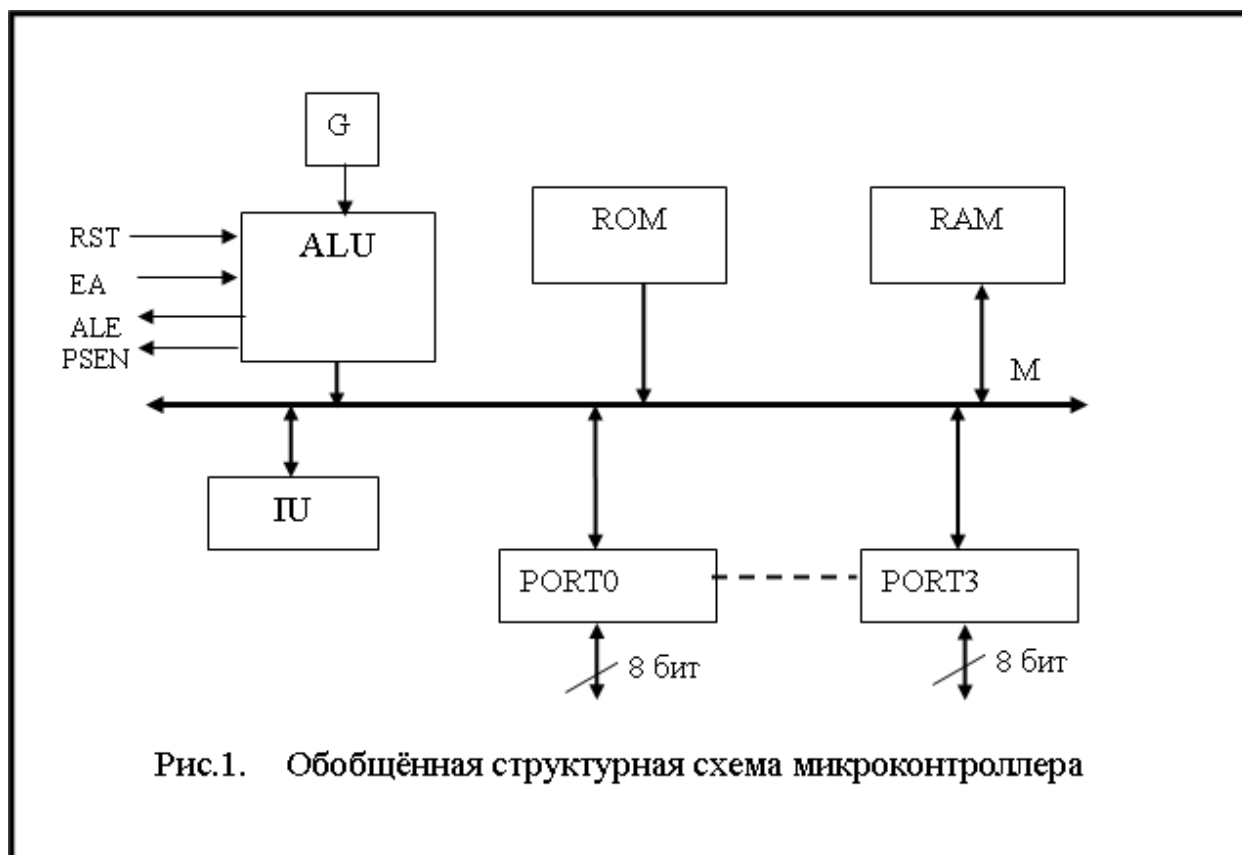 G
ALU
ROM
RAM
RST
EA
ALE
PSEN
M
IU
PORT0
PORT3
8 бит
8 бит
Рис.1. Обобщённая структурная схема микроконтроллера